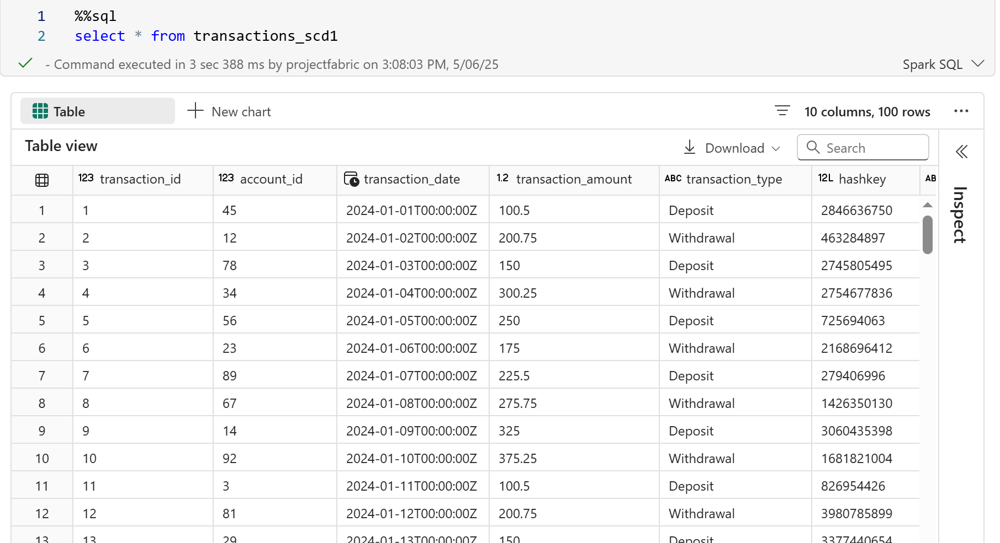 1 %%sql
2 select * from transactions_scd1
- Command executed in 3 sec 388 ms by projectfabric on 3:08:03 PM, 5/06/25 Spark SQL
Table New chart 10 columns, 100 rows
Table view Download Search
Inspect
123 transaction_id 123 account_id transaction_date 1.2 transaction_amount ABC transaction_type 12L hashkey AB
1 1 45 2024-01-01T00:00:00Z 100.5 Deposit 2846636750
2 2 12 2024-01-02T00:00:00Z 200.75 Withdrawal 463284897
3 3 78 2024-01-03T00:00:00Z 150 Deposit 2745805495
4 4 34 2024-01-04T00:00:00Z 300.25 Withdrawal 2754677836
5 5 56 2024-01-05T00:00:00Z 250 Deposit 725694063
6 6 23 2024-01-06T00:00:00Z 175 Withdrawal 2168696412
7 7 89 2024-01-07T00:00:00Z 225.5 Deposit 279406996
8 8 67 2024-01-08T00:00:00Z 275.75 Withdrawal 1426350130
9 9 14 2024-01-09T00:00:00Z 325 Deposit 3060435398
10 10 92 2024-01-10T00:00:00Z 375.25 Withdrawal 1681821004
11 11 3 2024-01-11T00:00:00Z 100.5 Deposit 826954426
12 12 81 2024-01-12T00:00:00Z 200.75 Withdrawal 3980785899
13 13 29 2024-01-13T00:00:00Z 150 Deposit 3377440654